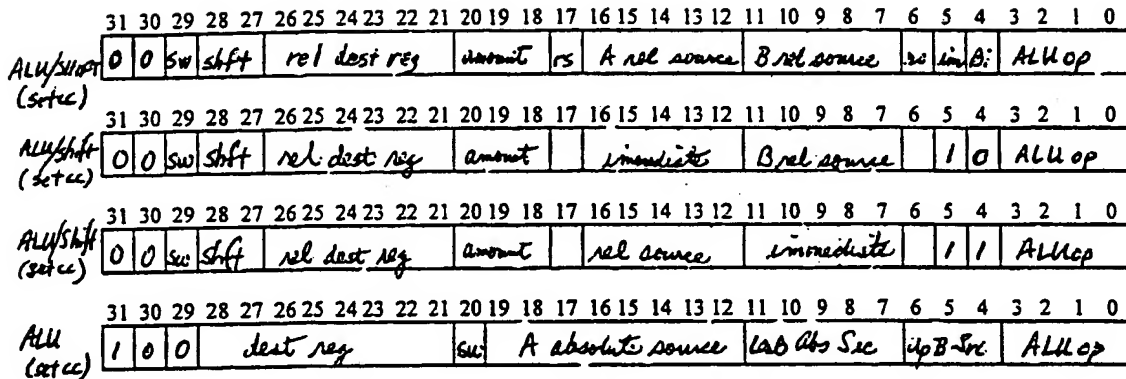 31 30 29 28 27 26 25 24 23 22 21 20 19 18 17 16 15 14 13 12 11 10 9 8 7 6 5 4 3 2 1 0
ALU/Shift (setcc) 0 0 sw shft rel dest reg amount rs A rel source B rel source im Bi ALU op
31 30 29 28 27 26 25 24 23 22 21 20 19 18 17 16 15 14 13 12 11 10 9 8 7 6 5 4 3 2 1 0
ALU/Shift (setcc) 0 0 sw shft rel dest reg amount immediate B rel source 1 0 ALU op
31 30 29 28 27 26 25 24 23 22 21 20 19 18 17 16 15 14 13 12 11 10 9 8 7 6 5 4 3 2 1 0
ALU/Shift (setcc) 0 0 sw shft rel dest reg amount rel source immediate 1 1 ALU op
31 30 29 28 27 26 25 24 23 22 21 20 19 18 17 16 15 14 13 12 11 10 9 8 7 6 5 4 3 2 1 0
ALU (setcc) 1 0 0 dest reg sw A absolute source Abs Src B-Src ALU op